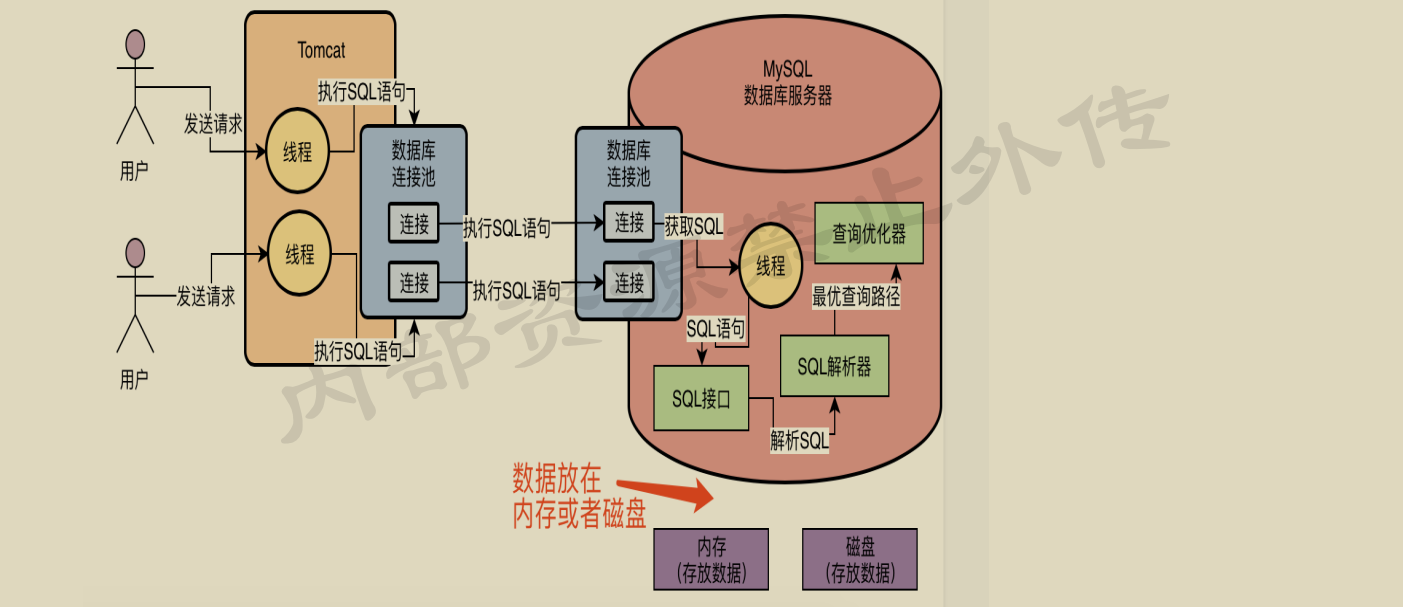 Tomcat
MySQL
数据库服务器
执行SQL语句
发送请求
线程
数据库
连接池
数据库
连接池
用户
连接
执行SQL语句
连接
获取SQL
查询优化器
线程
线程
连接
执行SQL语句
连接
发送请求
最优查询路径
SQL语句
执行SQL语句
SQL解析器
用户
SQL接口
解析SQL
数据放在
内存或者磁盘
内存
(存放数据)
磁盘
(存放数据)
内部资源禁止外传